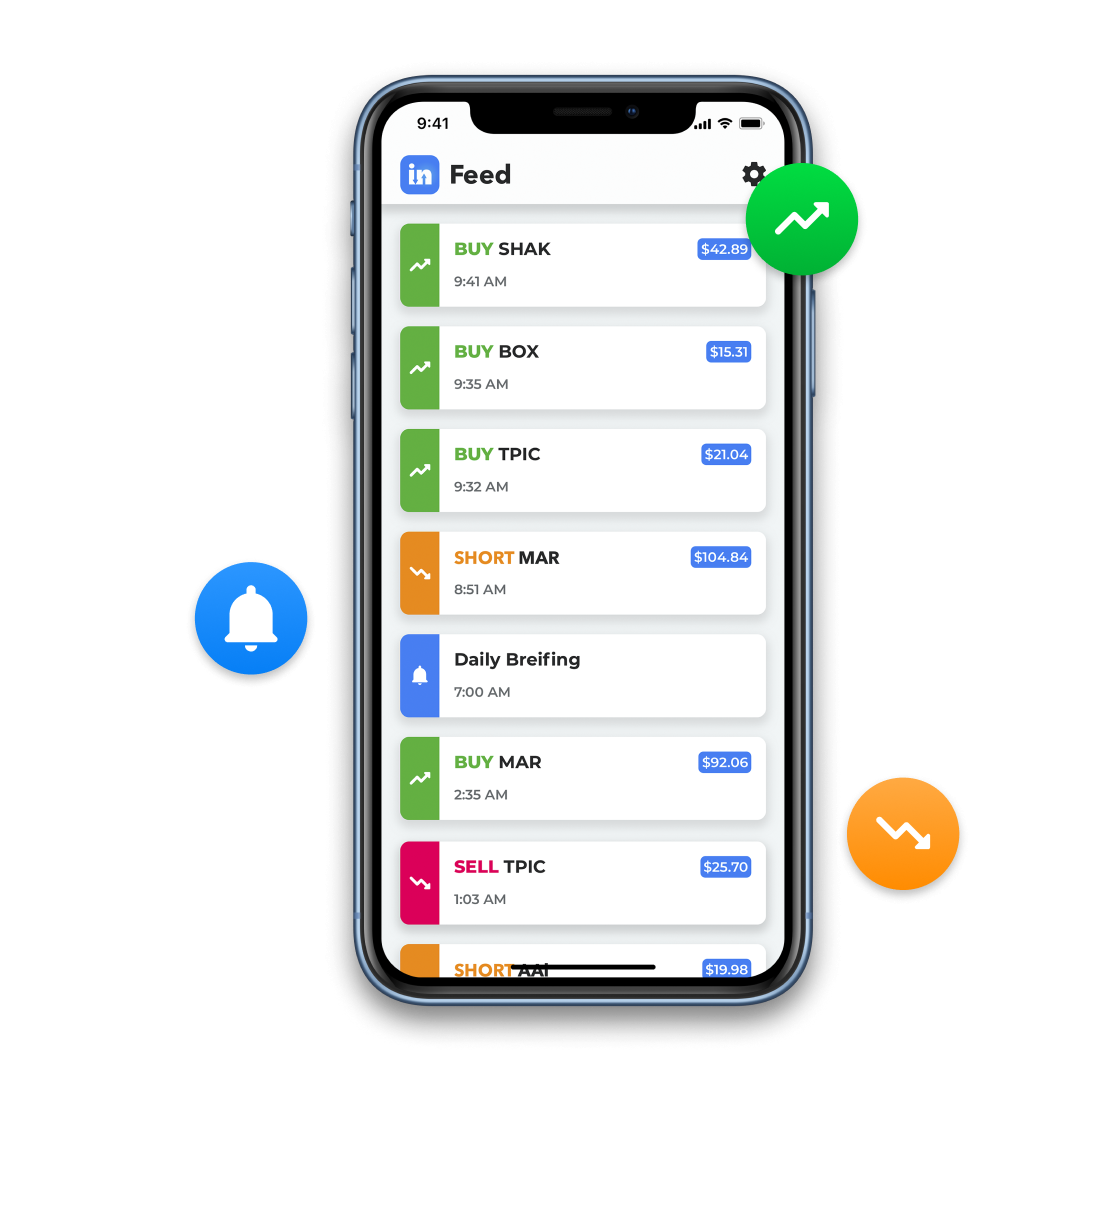 9:41
in Feed
BUY SHAK $42.89
9:41 AM
BUY BOX $15.31
9:35 AM
BUY TPIC $21.04
9:32 AM
SHORT MAR $104.84
8:51 AM
Daily Breifing
7:00 AM
BUY MAR $92.06
2:35 AM
SELL TPIC $25.70
1:03 AM
SHORT $19.98